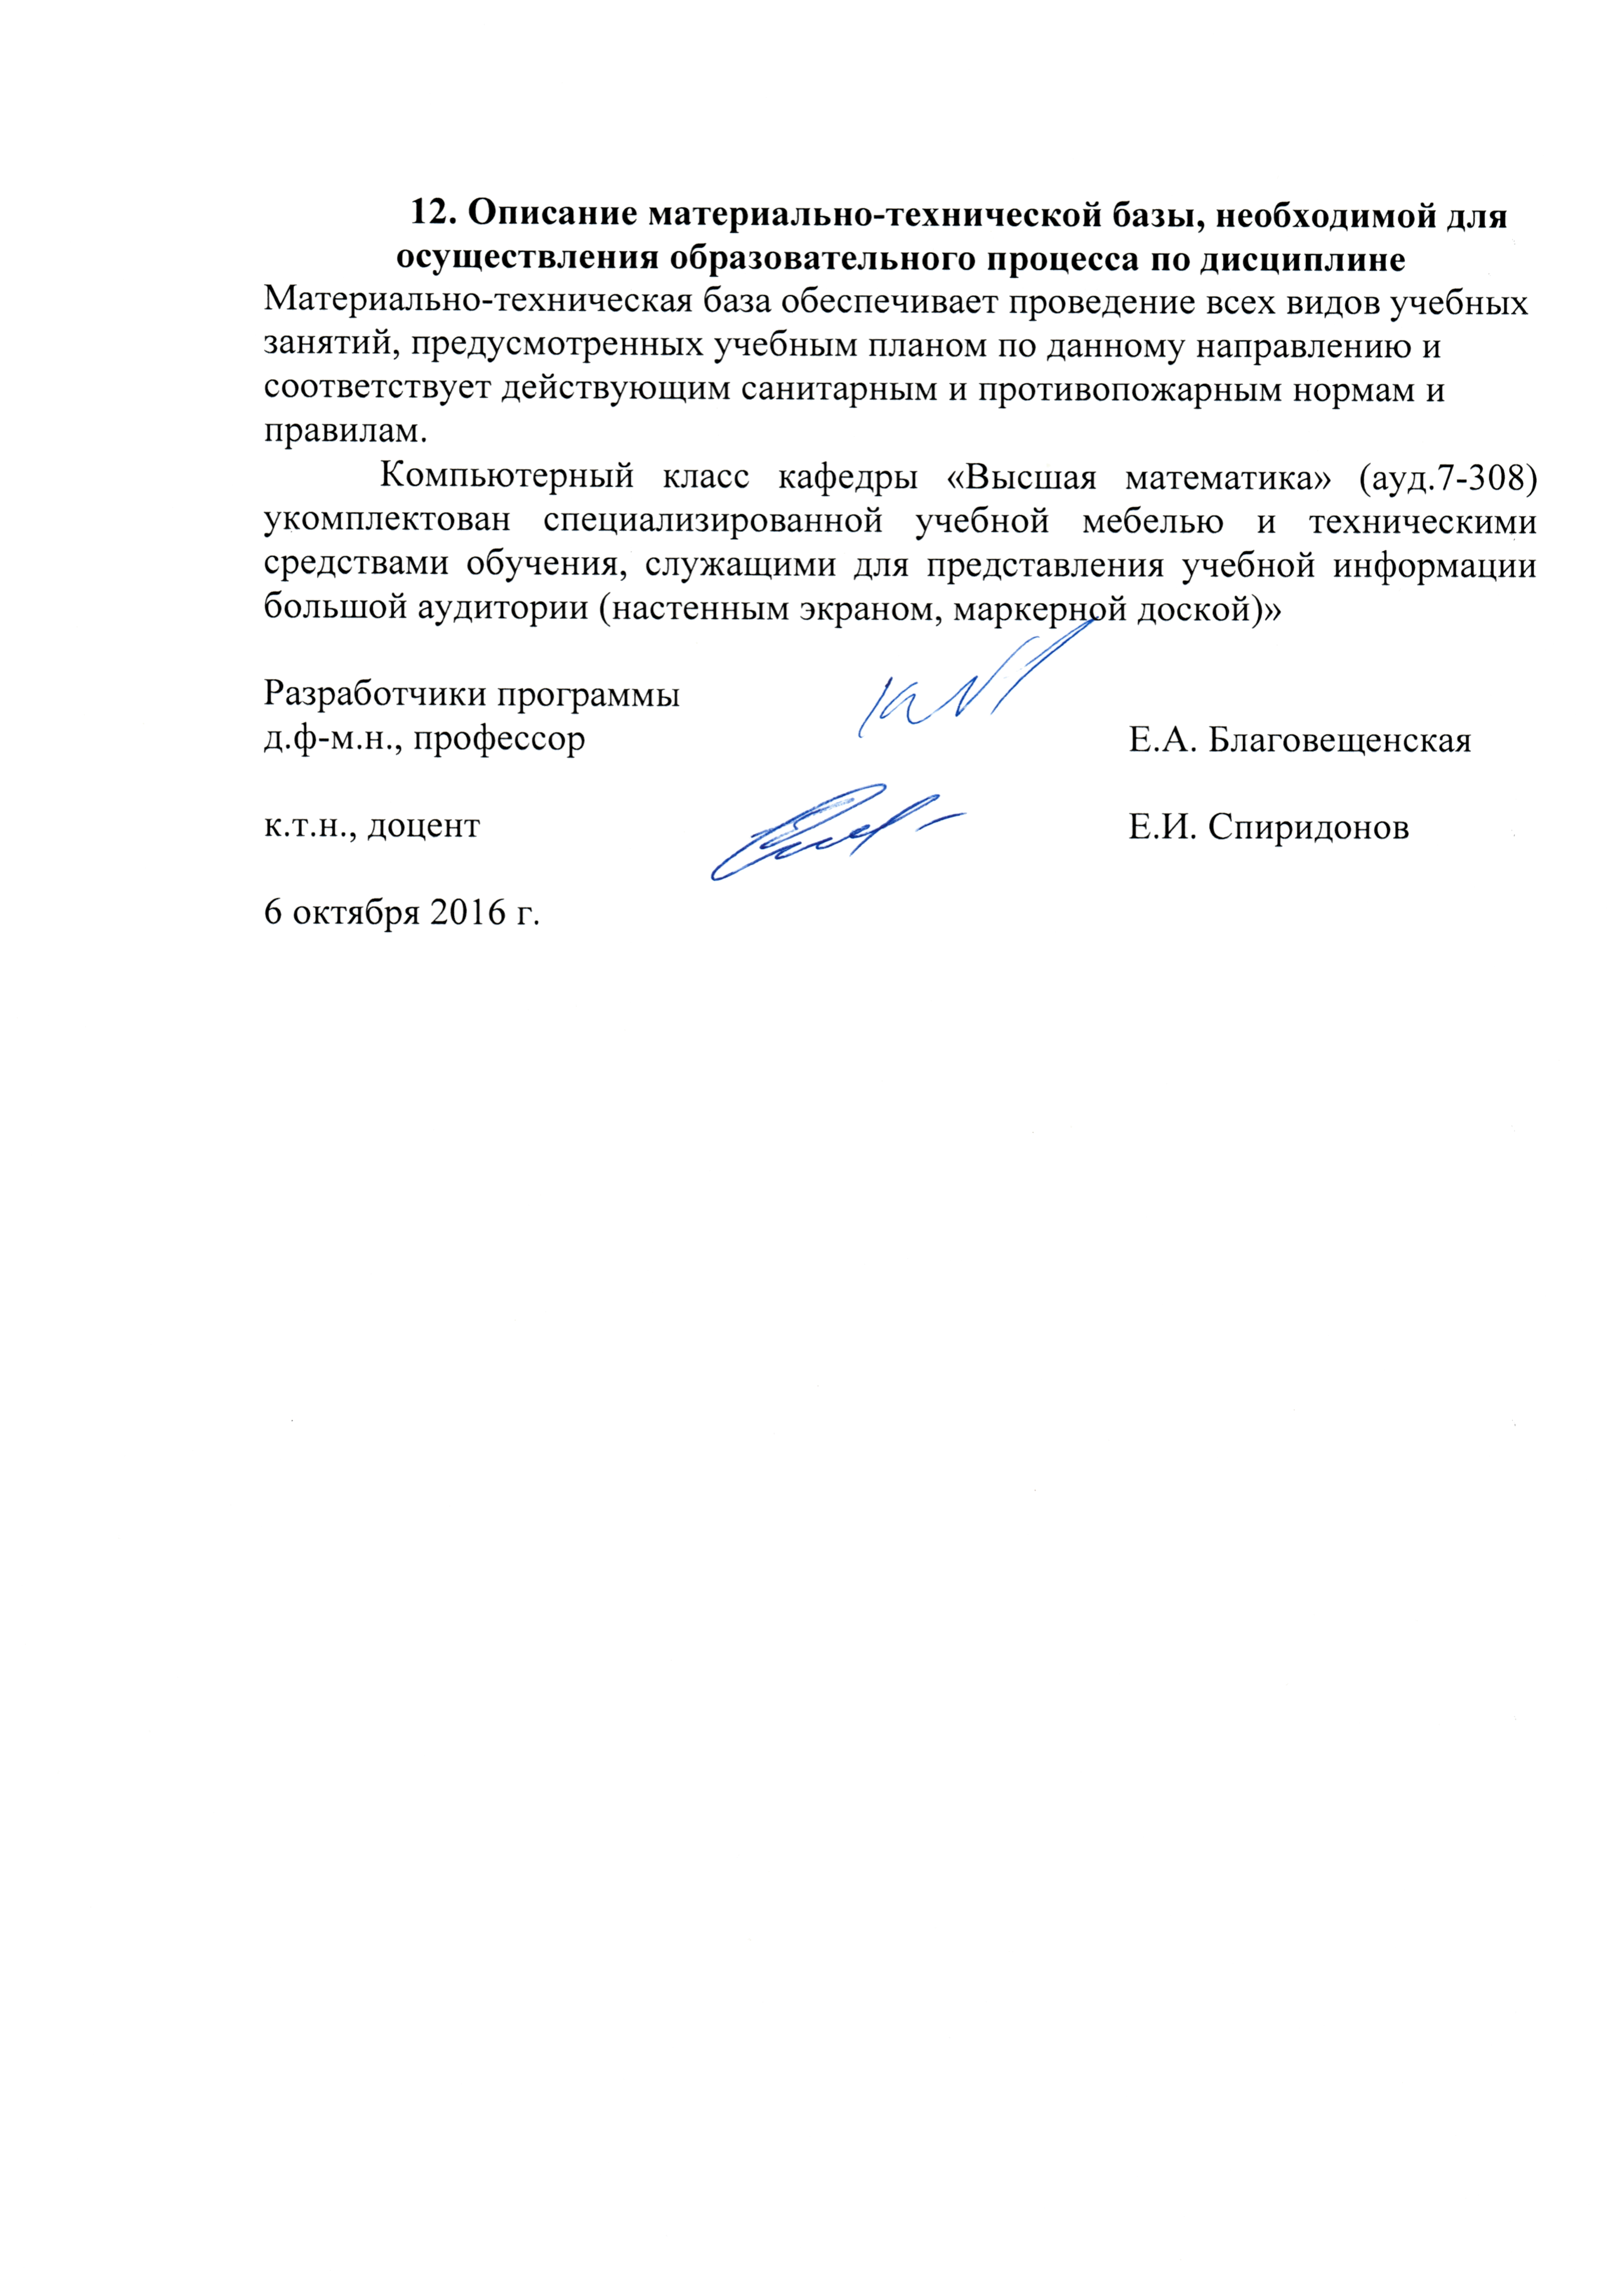 12. Описание материально-технической базы, необходимой для
осуществления образовательного процесса по дисциплине
Материально-техническая база обеспечивает проведение всех видов учебных
занятий, предусмотренных учебным планом по данному направлению и
соответствует действующим санитарным и противопожарным нормам и
правилам.
Компьютерный класс кафедры «Высшая математика» (ауд.7-308)
укомплектован специализированной учебной мебелью и техническими
средствами обучения, служащими для представления учебной информации
большой аудитории (настенным экраном, маркерной доской)»
Разработчики программы
д.ф-м.н., профессор Е.А. Благовещенская
к.т.н., доцент Е.И. Спиридонов
6 октября 2016 г.